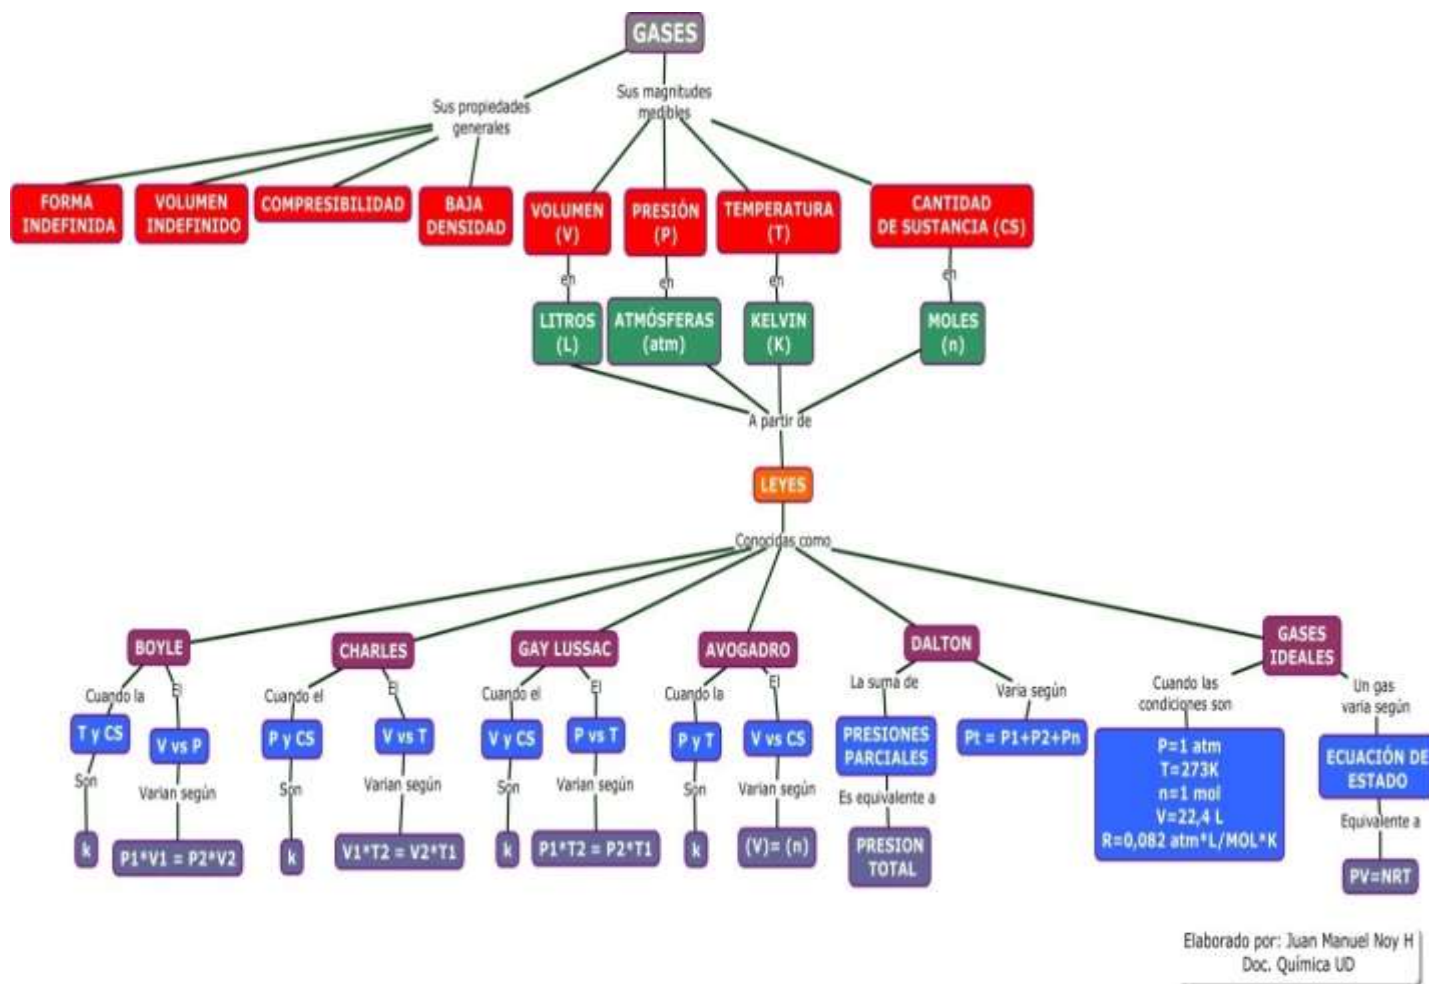 GASES
Sus propiedades
generales
Sus magnitudes
medibles
FORMA
INDEFINIDA
VOLUMEN
INDEFINIDO
COMPRESIBILIDAD
BAJA
DENSIDAD
VOLUMEN
(V)
PRESIÓN
(P)
TEMPERATURA
(T)
CANTIDAD
DE SUSTANCIA (CS)
en
en
en
en
LITROS
(L)
ATMÓSFERAS
(atm)
KELVIN
(K)
MOLES
(n)
A partir de
LEYES
Conocidas como
BOYLE
CHARLES
GAY LUSSAC
AVOGADRO
DALTON
GASES
IDEALES
Cuando la
El
Cuando el
El
Cuando el
El
Cuando la
El
La suma de
Varia según
Cuando las
condiciones son
Un gas
varia según
T y CS
V vs P
P y CS
V vs T
V y CS
P vs T
P y T
V vs CS
PRESIONES
PARCIALES
Pt = P1+P2+Pn
P=1 atm
T=273K
n=1 mol
V=22,4 L
R=0,082 atm*L/MOL*K
ECUACIÓN DE
ESTADO
Son
Varian según
Son
Varian según
Son
Varian según
Son
Varian según
Es equivalente a
Equivalente a
k
P1*V1 = P2*V2
k
V1*T2 = V2*T1
k
P1*T2 = P2*T1
k
(V)= (n)
PRESION
TOTAL
PV=NRT
Elaborado por: Juan Manuel Noy H
Doc. Química UD